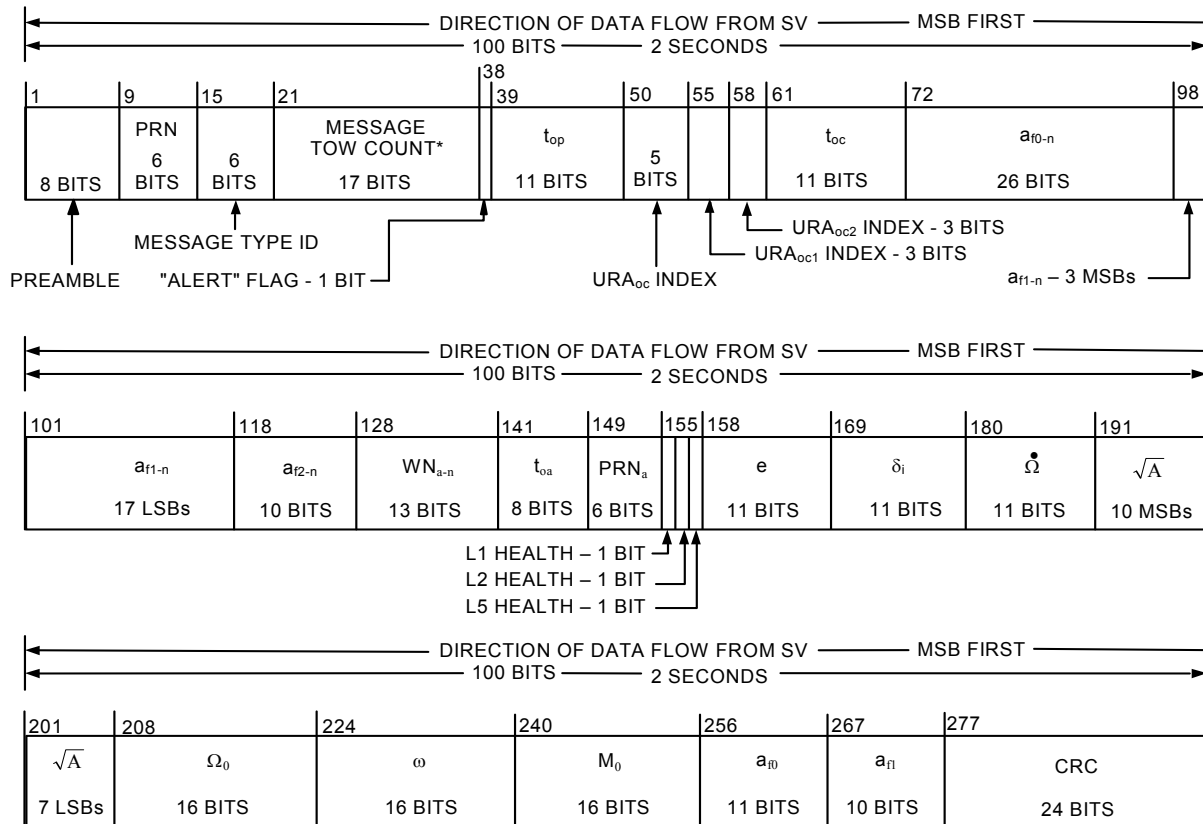 DIRECTION OF DATA FLOW FROM SV MSB FIRST
100 BITS 2 SECONDS
38
1 9 15 21 39 50 55 58 61 72 98
PRN MESSAGE t_op t_oc a_f0-n
TOW COUNT*
6 6 5
8 BITS BITS BITS 17 BITS 11 BITS BITS 11 BITS 26 BITS
URA_oc2 INDEX - 3 BITS
MESSAGE TYPE ID
URA_oc1 INDEX - 3 BITS
PREAMBLE "ALERT" FLAG - 1 BIT URA_oc INDEX a_f1-n – 3 MSBs
DIRECTION OF DATA FLOW FROM SV MSB FIRST
100 BITS 2 SECONDS
101 118 128 141 149 155 158 169 180 191
a_f1-n a_f2-n WN_a-n t_oa PRN_a e δ_i Ω̇ √A
17 LSBs 10 BITS 13 BITS 8 BITS 6 BITS 11 BITS 11 BITS 11 BITS 10 MSBs
L1 HEALTH – 1 BIT
L2 HEALTH – 1 BIT
L5 HEALTH – 1 BIT
DIRECTION OF DATA FLOW FROM SV MSB FIRST
100 BITS 2 SECONDS
201 208 224 240 256 267 277
√A Ω_0 ω M_0 a_f0 a_f1 CRC
7 LSBs 16 BITS 16 BITS 16 BITS 11 BITS 10 BITS 24 BITS